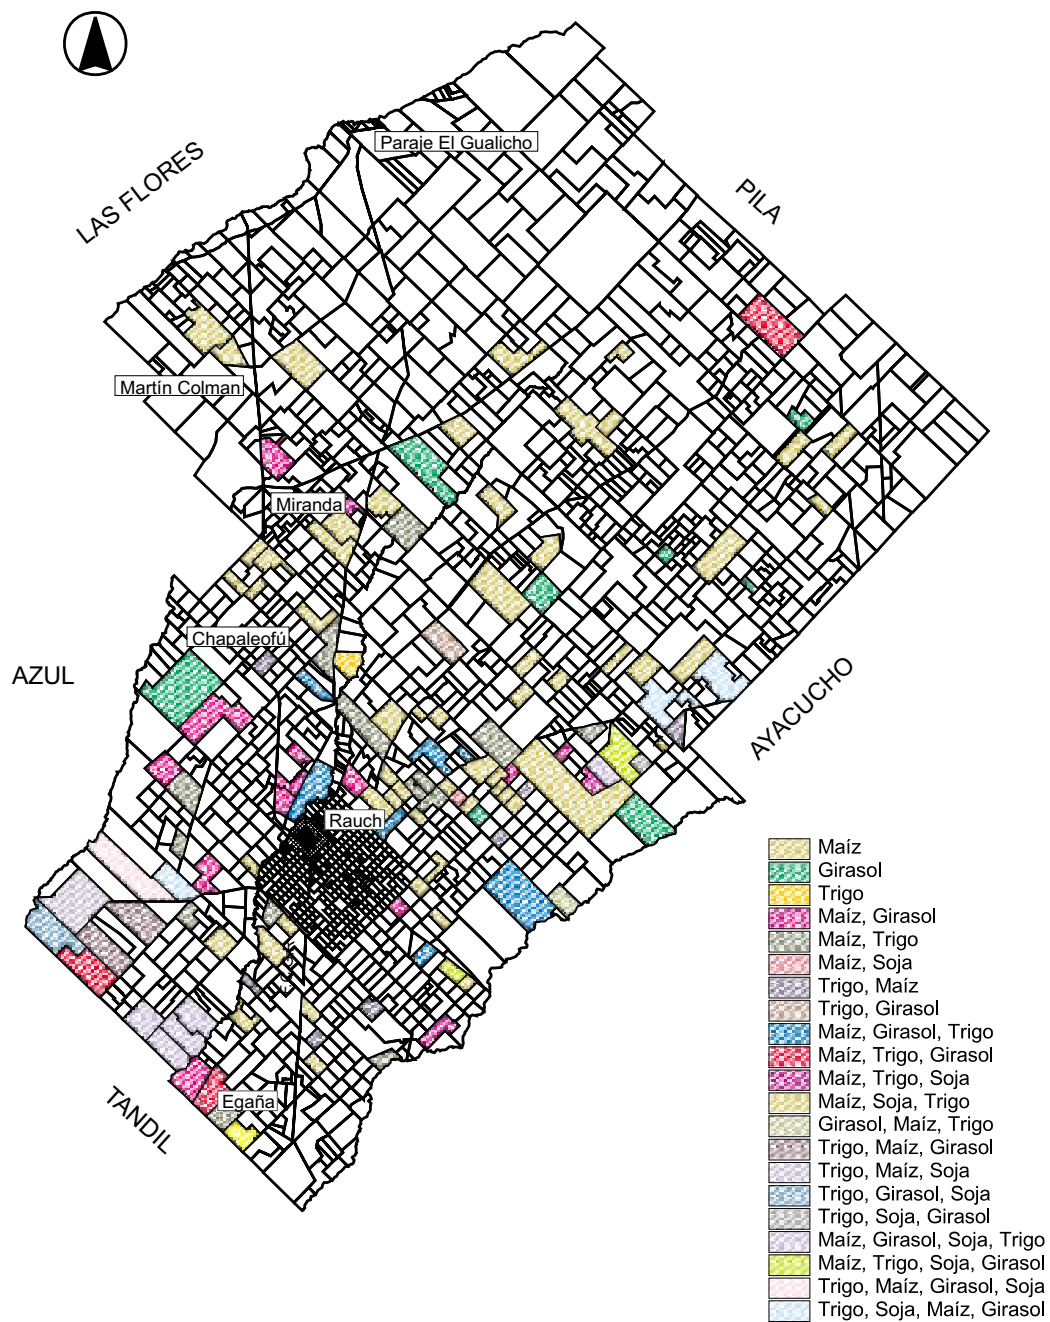 Paraje El Gualicho
LAS FLORES
PILA
Martín Colman
Miranda
Chapaleofú
AZUL
AYACUCHO
Rauch
Egaña
TANDIL
Maíz
Girasol
Trigo
Maíz, Girasol
Maíz, Trigo
Maíz, Soja
Trigo, Maíz
Trigo, Girasol
Maíz, Girasol, Trigo
Maíz, Trigo, Girasol
Maíz, Trigo, Soja
Maíz, Soja, Trigo
Girasol, Maíz, Trigo
Trigo, Maíz, Girasol
Trigo, Maíz, Soja
Trigo, Girasol, Soja
Trigo, Soja, Girasol
Maíz, Girasol, Soja, Trigo
Maíz, Trigo, Soja, Girasol
Trigo, Maíz, Girasol, Soja
Trigo, Soja, Maíz, Girasol